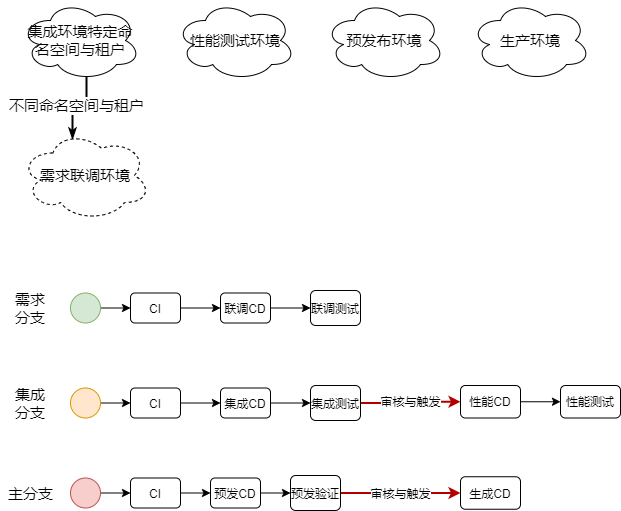 集成环境特定命
名空间与租户
性能测试环境
预发布环境
生产环境
不同命名空间与租户
需求联调环境
需求
分支
CI
联调CD
联调测试
集成
分支
CI
集成CD
集成测试
审核与触发
性能CD
性能测试
主分支
CI
预发CD
预发验证
审核与触发
生成CD